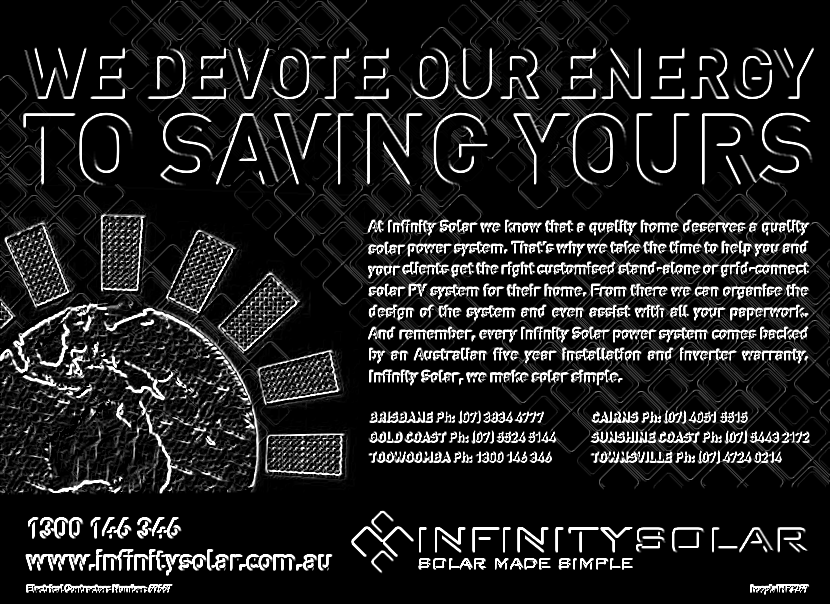 WE DEVOTE OUR ENERGY
TO SAVING YOURS
At Infinity Solar we know that a quality home deserves a quality
solar power system. That's why we take the time to help you and
your clients get the right customised stand-alone or grid-connect
solar PV system for their home. From there we can organise the
design of the system and even assist with all your paperwork.
And remember, every Infinity Solar power system comes backed
by an Australian five year installation and inverter warranty.
Infinity Solar, we make solar simple.
BRISBANE Ph: (07) 3834 4777
CAIRNS Ph: (07) 4051 5515
GOLD COAST Ph: (07) 5524 5144
SUNSHINE COAST Ph: (07) 5443 2172
TOOWOOMBA Ph: 1300 146 346
TOWNSVILLE Ph: (07) 4724 0214
1300 146 346
www.infinitysolar.com.au
INFINITYSOLAR
SOLAR MADE SIMPLE
Electrical Contractors Number: